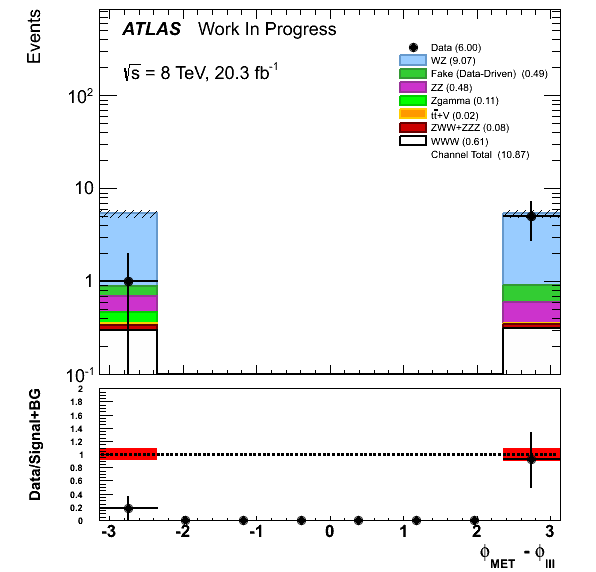 Events
ATLAS Work In Progress
√s = 8 TeV, 20.3 fb⁻¹
Data (6.00)
WZ (9.07)
Fake (Data-Driven) (0.49)
ZZ (0.48)
Zgamma (0.11)
tt̄+V (0.02)
ZWW+ZZZ (0.08)
WWW (0.61)
Channel Total (10.87)
10²
10
1
10⁻¹
Data/Signal+BG
2
1.8
1.6
1.4
1.2
1
0.8
0.6
0.4
0.2
0
-3 -2 -1 0 1 2 3
ϕMET - ϕlll